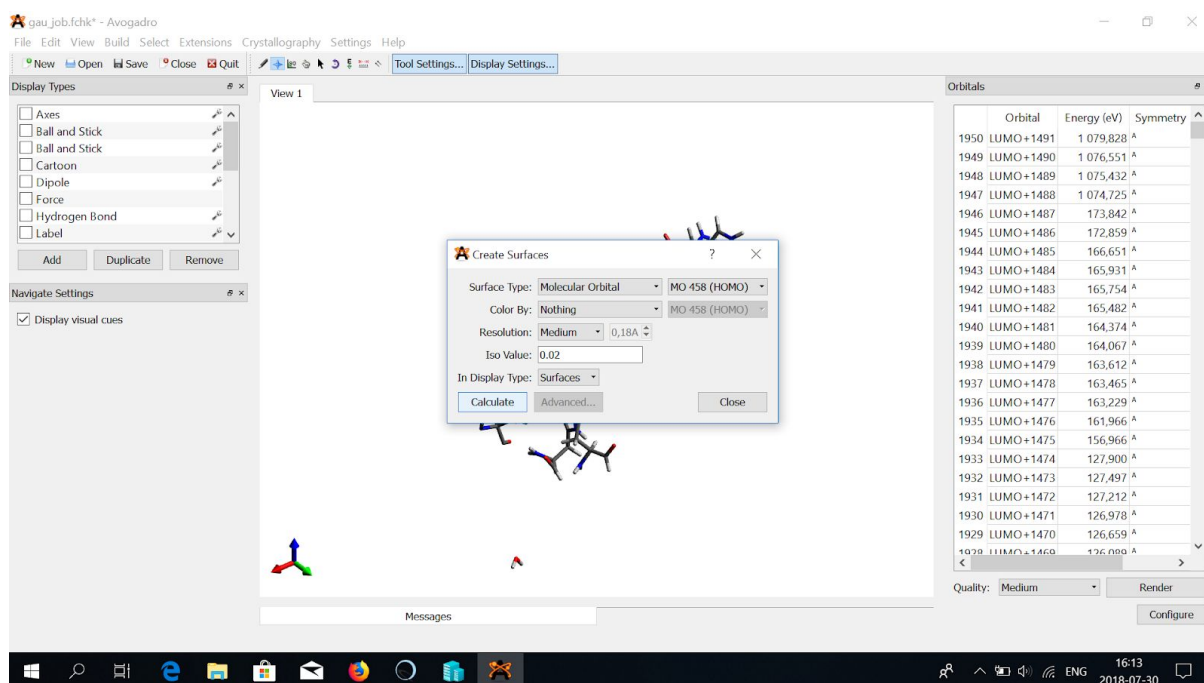 gau_job.fchk* - Avogadro
File Edit View Build Select Extensions Crystallography Settings Help
New Open Save Close Quit Tool Settings... Display Settings...
Display Types
Axes
Ball and Stick
Ball and Stick
Cartoon
Dipole
Force
Hydrogen Bond
Label
Add Duplicate Remove
Navigate Settings
Display visual cues
View 1
Create Surfaces ?
Surface Type: Molecular Orbital MO 458 (HOMO)
Color By: Nothing MO 458 (HOMO)
Resolution: Medium 0,18Å
Iso Value: 0.02
In Display Type: Surfaces
Calculate Advanced... Close
Messages
Orbitals
Orbital Energy (eV) Symmetry
1950 LUMO+1491 1 079,828 A
1949 LUMO+1490 1 076,551 A
1948 LUMO+1489 1 075,432 A
1947 LUMO+1488 1 074,725 A
1946 LUMO+1487 173,842 A
1945 LUMO+1486 172,859 A
1944 LUMO+1485 166,651 A
1943 LUMO+1484 165,931 A
1942 LUMO+1483 165,754 A
1941 LUMO+1482 165,482 A
1940 LUMO+1481 164,374 A
1939 LUMO+1480 164,067 A
1938 LUMO+1479 163,612 A
1937 LUMO+1478 163,465 A
1936 LUMO+1477 163,229 A
1935 LUMO+1476 161,966 A
1934 LUMO+1475 156,966 A
1933 LUMO+1474 127,900 A
1932 LUMO+1473 127,497 A
1931 LUMO+1472 127,212 A
1930 LUMO+1471 126,978 A
1929 LUMO+1470 126,659 A
1928 LUMO+1469 126,089 A
Quality: Medium Render
Configure
ENG 16:13
2018-07-30